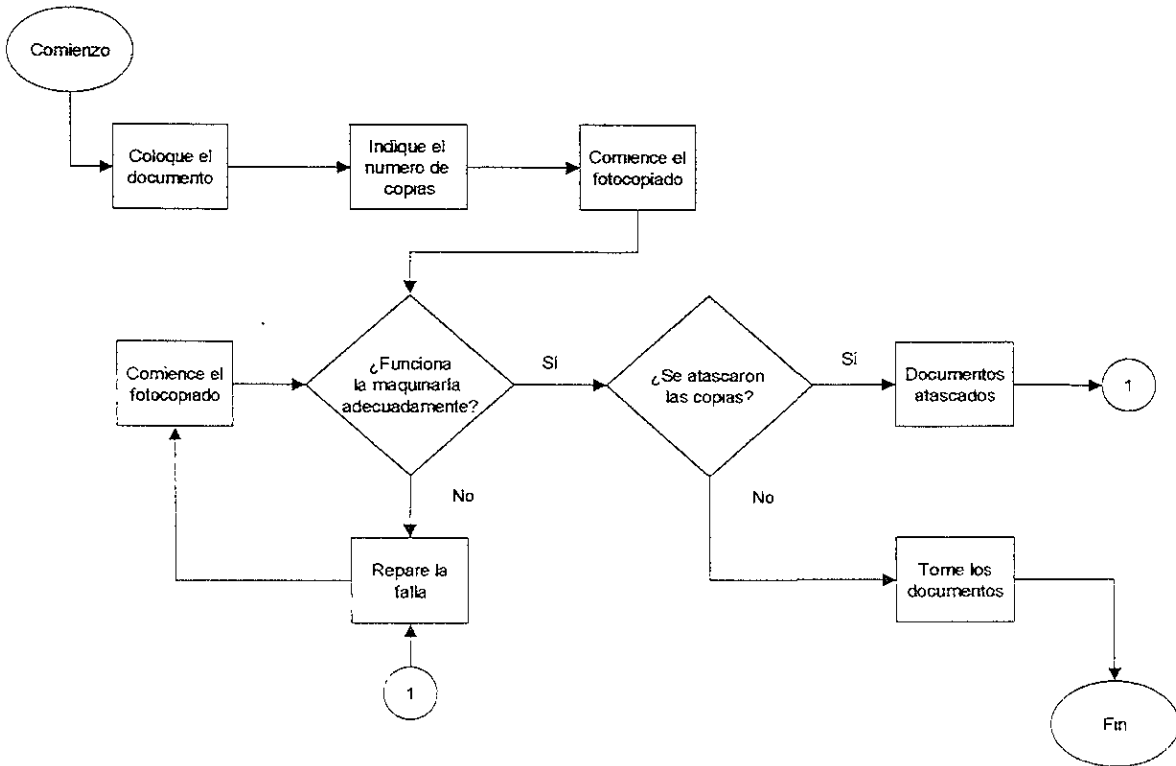 Comienzo
Coloque el
documento
Indique el
numero de
copias
Comience el
fotocopiado
Comience el
fotocopiado
¿Funciona
la maquinaría
adecuadamente?
Sí
¿Se atascaron
las copias?
Sí
Documentos
atascados
1
No
No
Repare la
falla
Tome los
documentos
1
Fin